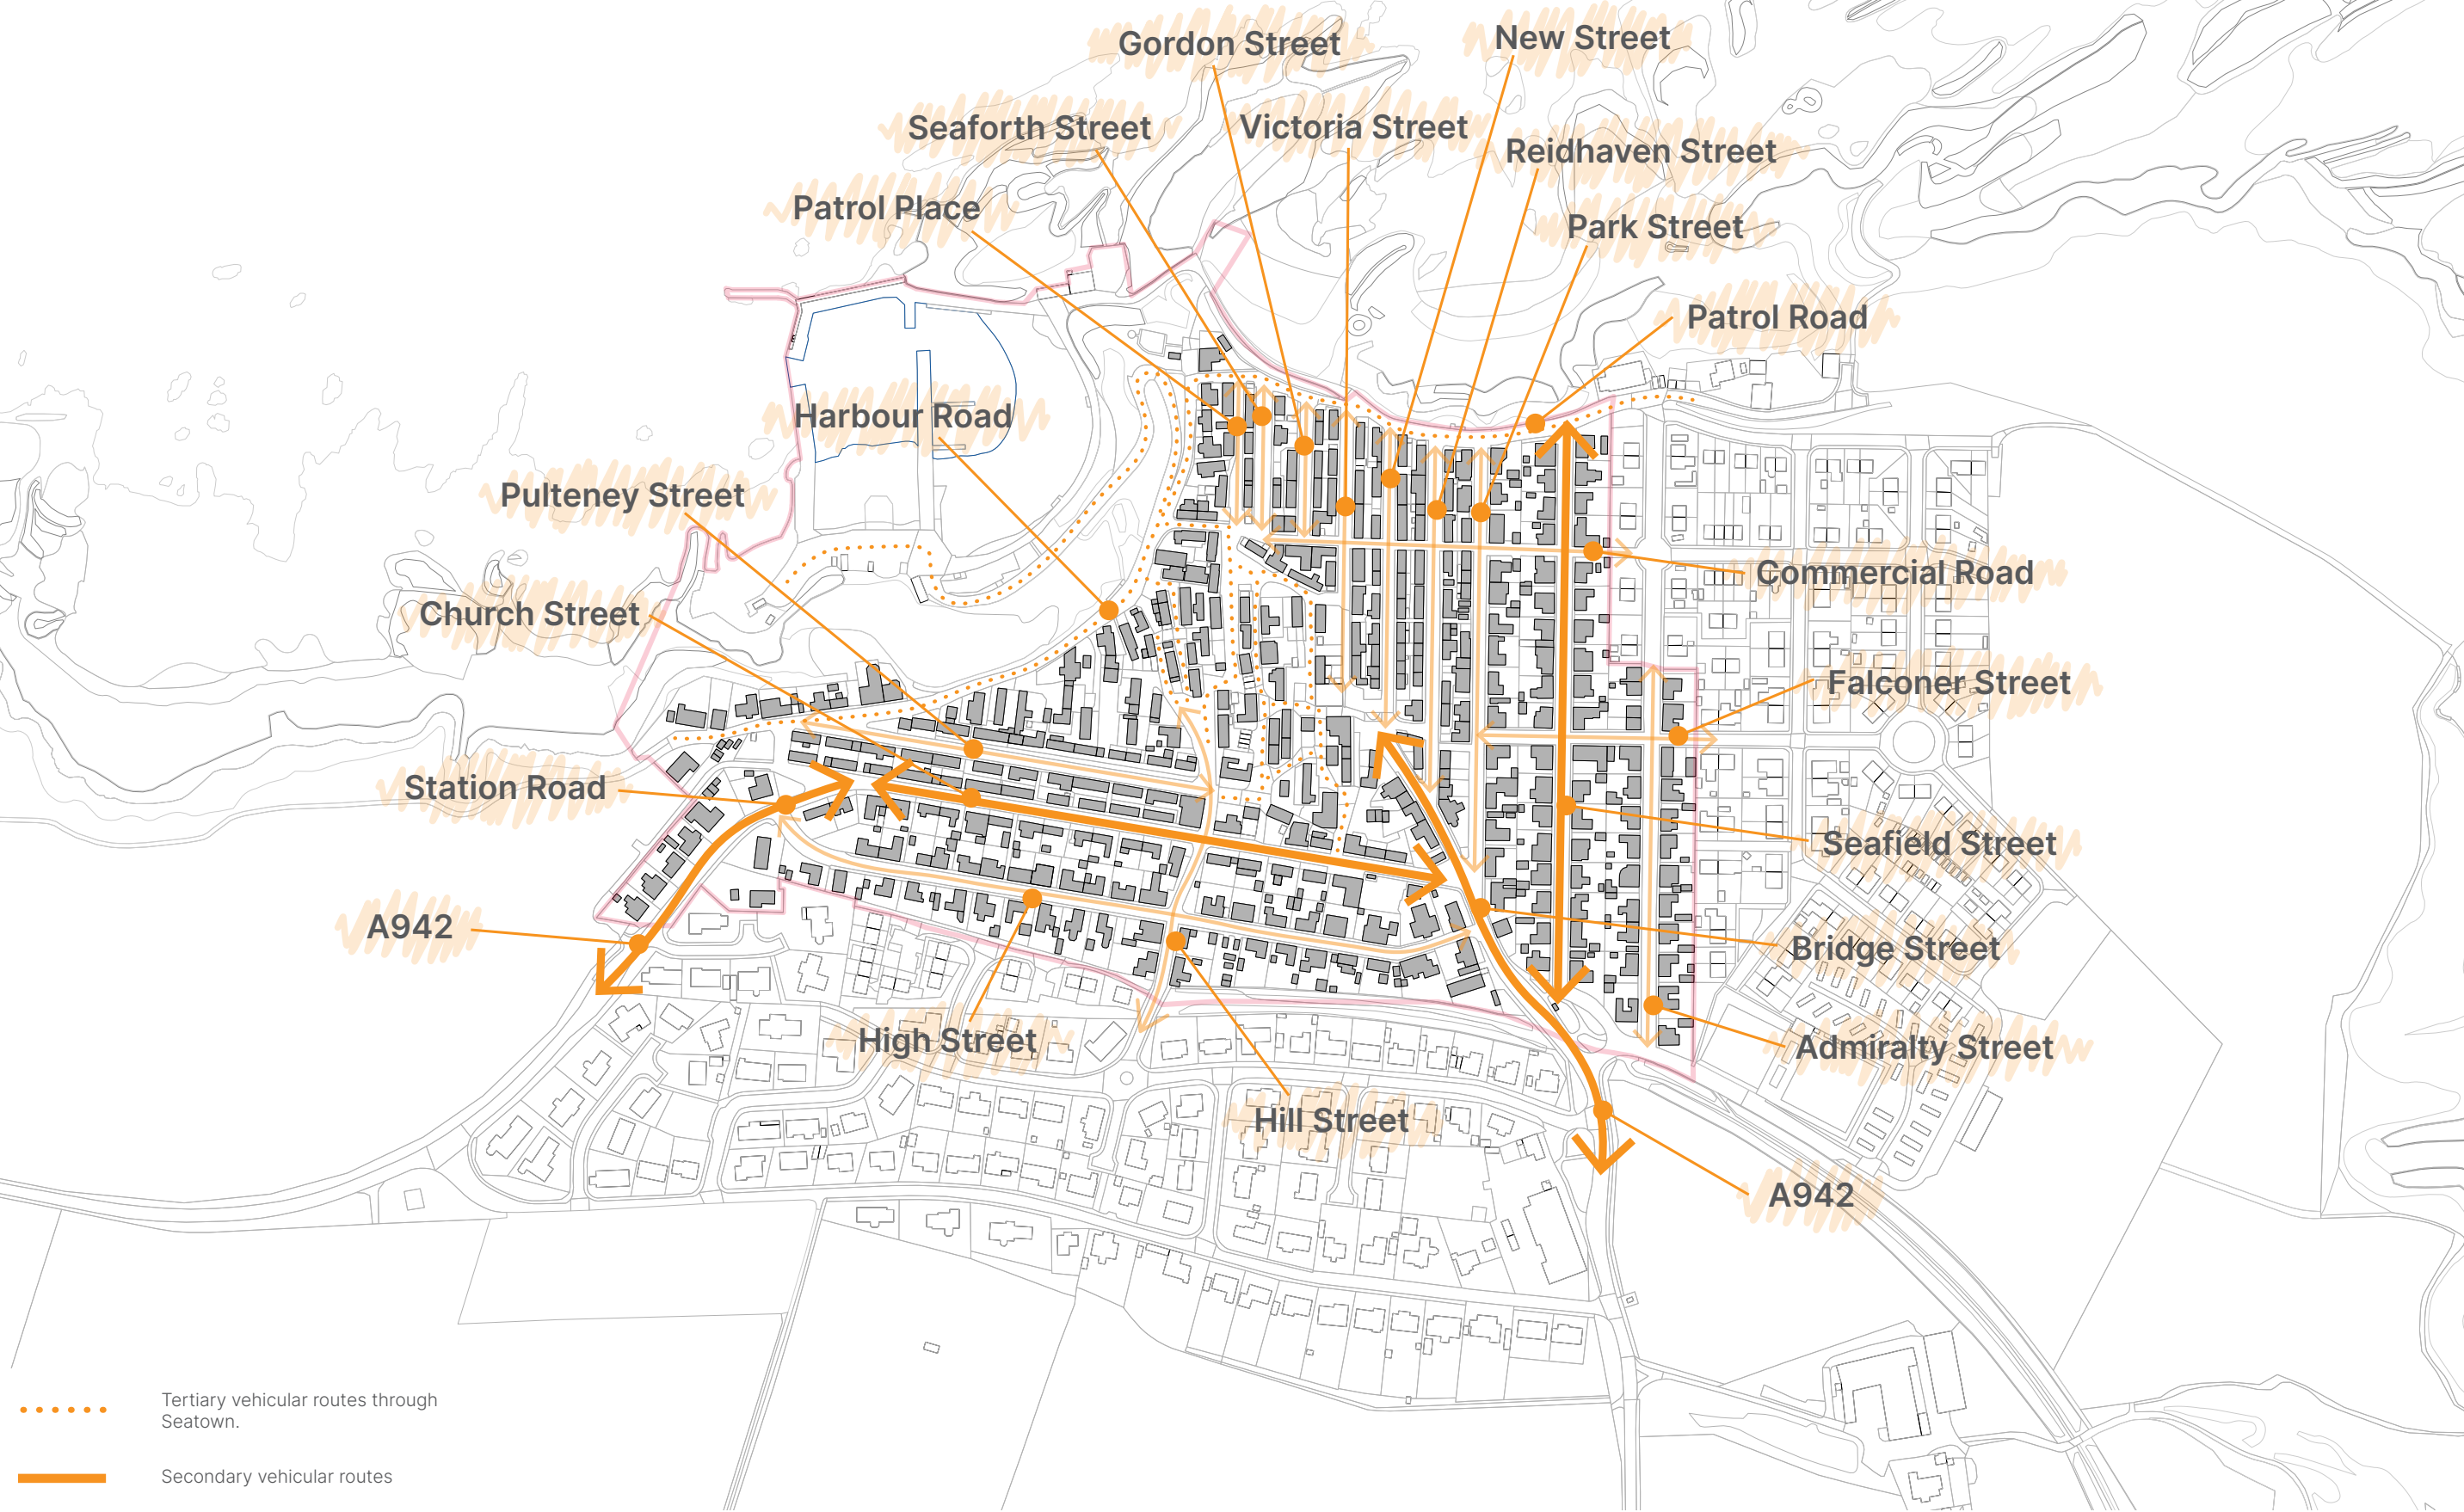 Gordon Street
New Street
Seaforth Street
Victoria Street
Reidhaven Street
Patrol Place
Park Street
Patrol Road
Harbour Road
Pulteney Street
Commercial Road
Church Street
Falconer Street
Station Road
Seafield Street
A942
Bridge Street
High Street
Admiralty Street
Hill Street
A942
Tertiary vehicular routes through
Seatown.
Secondary vehicular routes